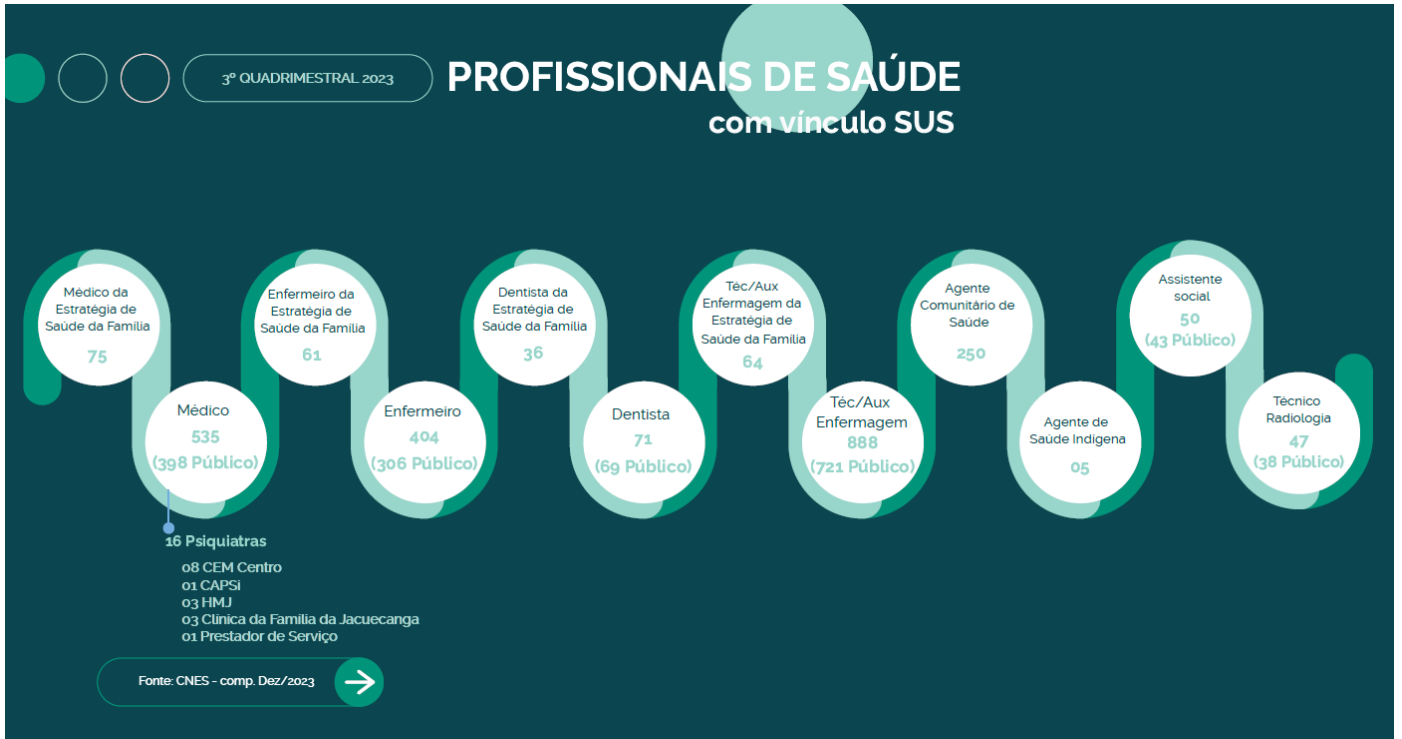 3º QUADRIMESTRAL 2023
PROFISSIONAIS DE SAÚDE
com vínculo SUS
Médico da
Estratégia de
Saúde da Família
75
Médico
535
(398 Público)
Enfermeiro da
Estratégia de
Saúde da Família
61
Enfermeiro
404
(306 Público)
Dentista da
Estratégia de
Saúde da Família
36
Dentista
71
(69 Público)
Téc/Aux
Enfermagem da
Estratégia de
Saúde da Família
64
Téc/Aux
Enfermagem
888
(721 Público)
Agente
Comunitário de
Saúde
250
Agente de
Saúde Indigena
05
Assistente
social
50
(43 Público)
Técnico
Radiologia
47
(38 Público)
16 Psiquiatras
08 CEM Centro
01 CAPSi
03 HMJ
03 Clínica da Família da Jacuecanga
01 Prestador de Serviço
Fonte: CNES - comp. Dez/2023